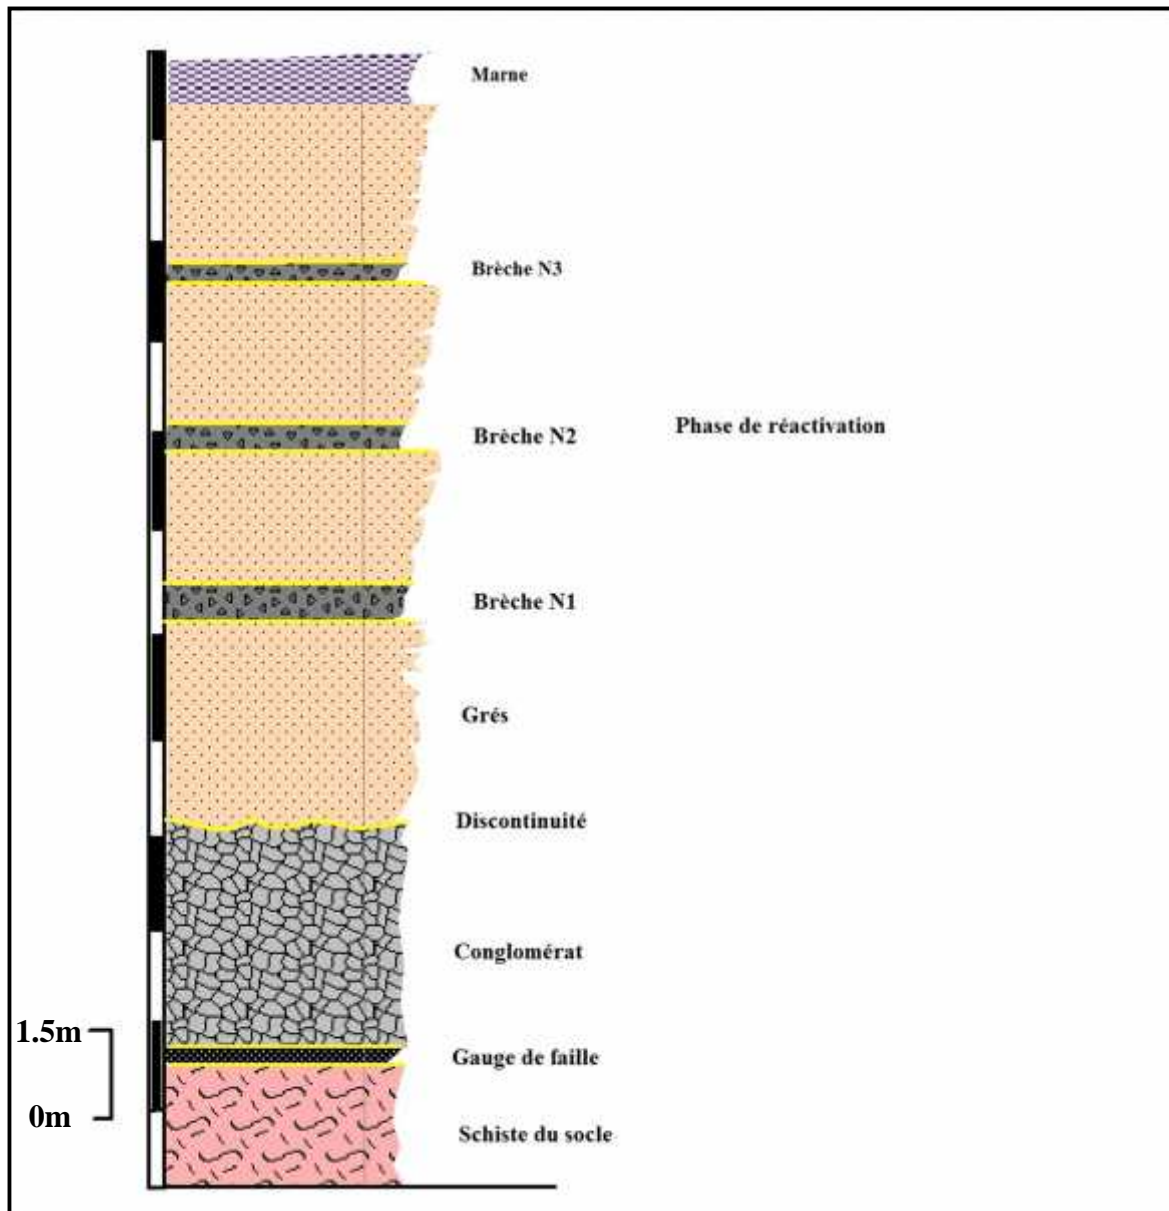 Marne
Brèche N3
Phase de réactivation
Brèche N2
Brèche N1
Grés
Discontinuité
Conglomérat
1.5m
Gauge de faille
0m
Schiste du socle